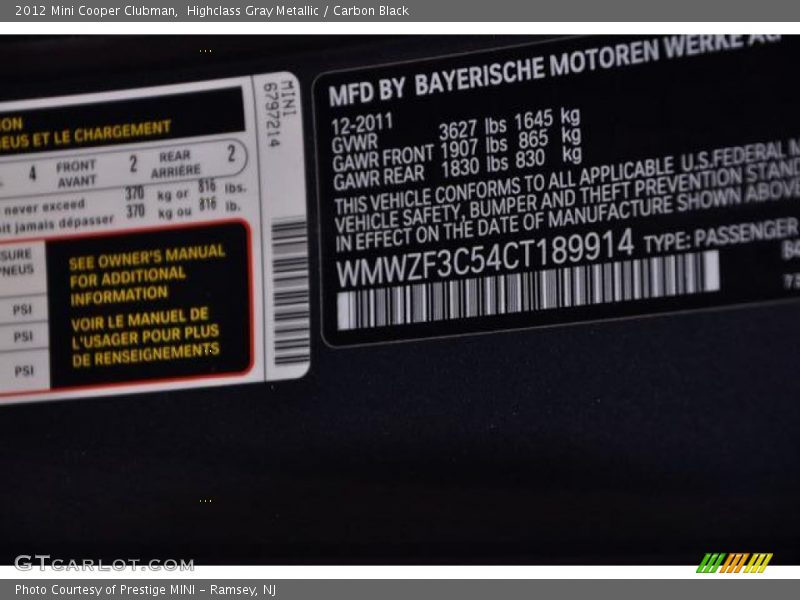 2012 Mini Cooper Clubman, Highclass Gray Metallic / Carbon Black
MINI
6797214
EUS ET LE CHARGEMENT
4 FRONT AVANT 2 REAR ARRIÈRE 2
never exceed 370 kg or 816 lbs.
jamais dépasser 370 kg ou 816 lb.
PSI
PSI
PSI
SEE OWNER'S MANUAL
FOR ADDITIONAL
INFORMATION
VOIR LE MANUEL DE
L'USAGER POUR PLUS
DE RENSEIGNEMENTS
MFD BY BAYERISCHE MOTOREN WERKE AG
12-2011
GVWR 3627 lbs 1645 kg
GAWR FRONT 1907 lbs 865 kg
GAWR REAR 1830 lbs 830 kg
THIS VEHICLE CONFORMS TO ALL APPLICABLE U.S.FEDERAL M
VEHICLE SAFETY, BUMPER AND THEFT PREVENTION STAND
IN EFFECT ON THE DATE OF MANUFACTURE SHOWN ABOVE
WMWZF3C54CT189914 TYPE: PASSENGER
GTCARLOT.COM
Photo Courtesy of Prestige MINI - Ramsey, NJ